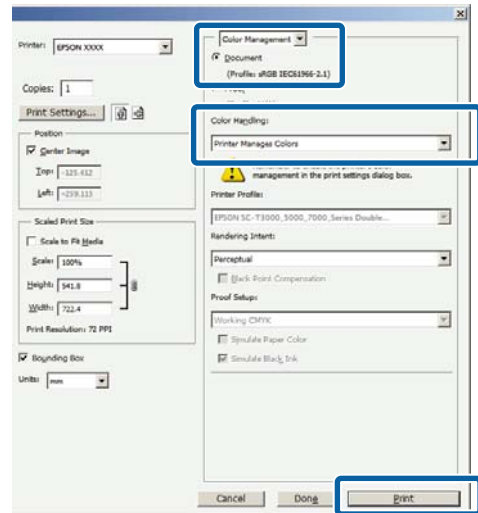 Printer: EPSON XXXX
Copies: 1
Print Settings...
Position
Center Image
Top: -125.412
Left: -259.113
Scaled Print Size
Scale to Fit Media
Scale: 100%
Height: 541.8
Width: 722.4
Print Resolution: 72 PPI
Bounding Box
Units: mm
Color Management
Document
(Profile: sRGB IEC61966-2.1)
Color Handling:
Printer Manages Colors
management in the print settings dialog box.
Printer Profile:
EPSON SC-T3000_5000_7000_Series Double...
Rendering Intent:
Perceptual
Black Point Compensation
Proof Setup:
Working CMYK
Simulate Paper Color
Simulate Black Ink
Cancel
Done
Print